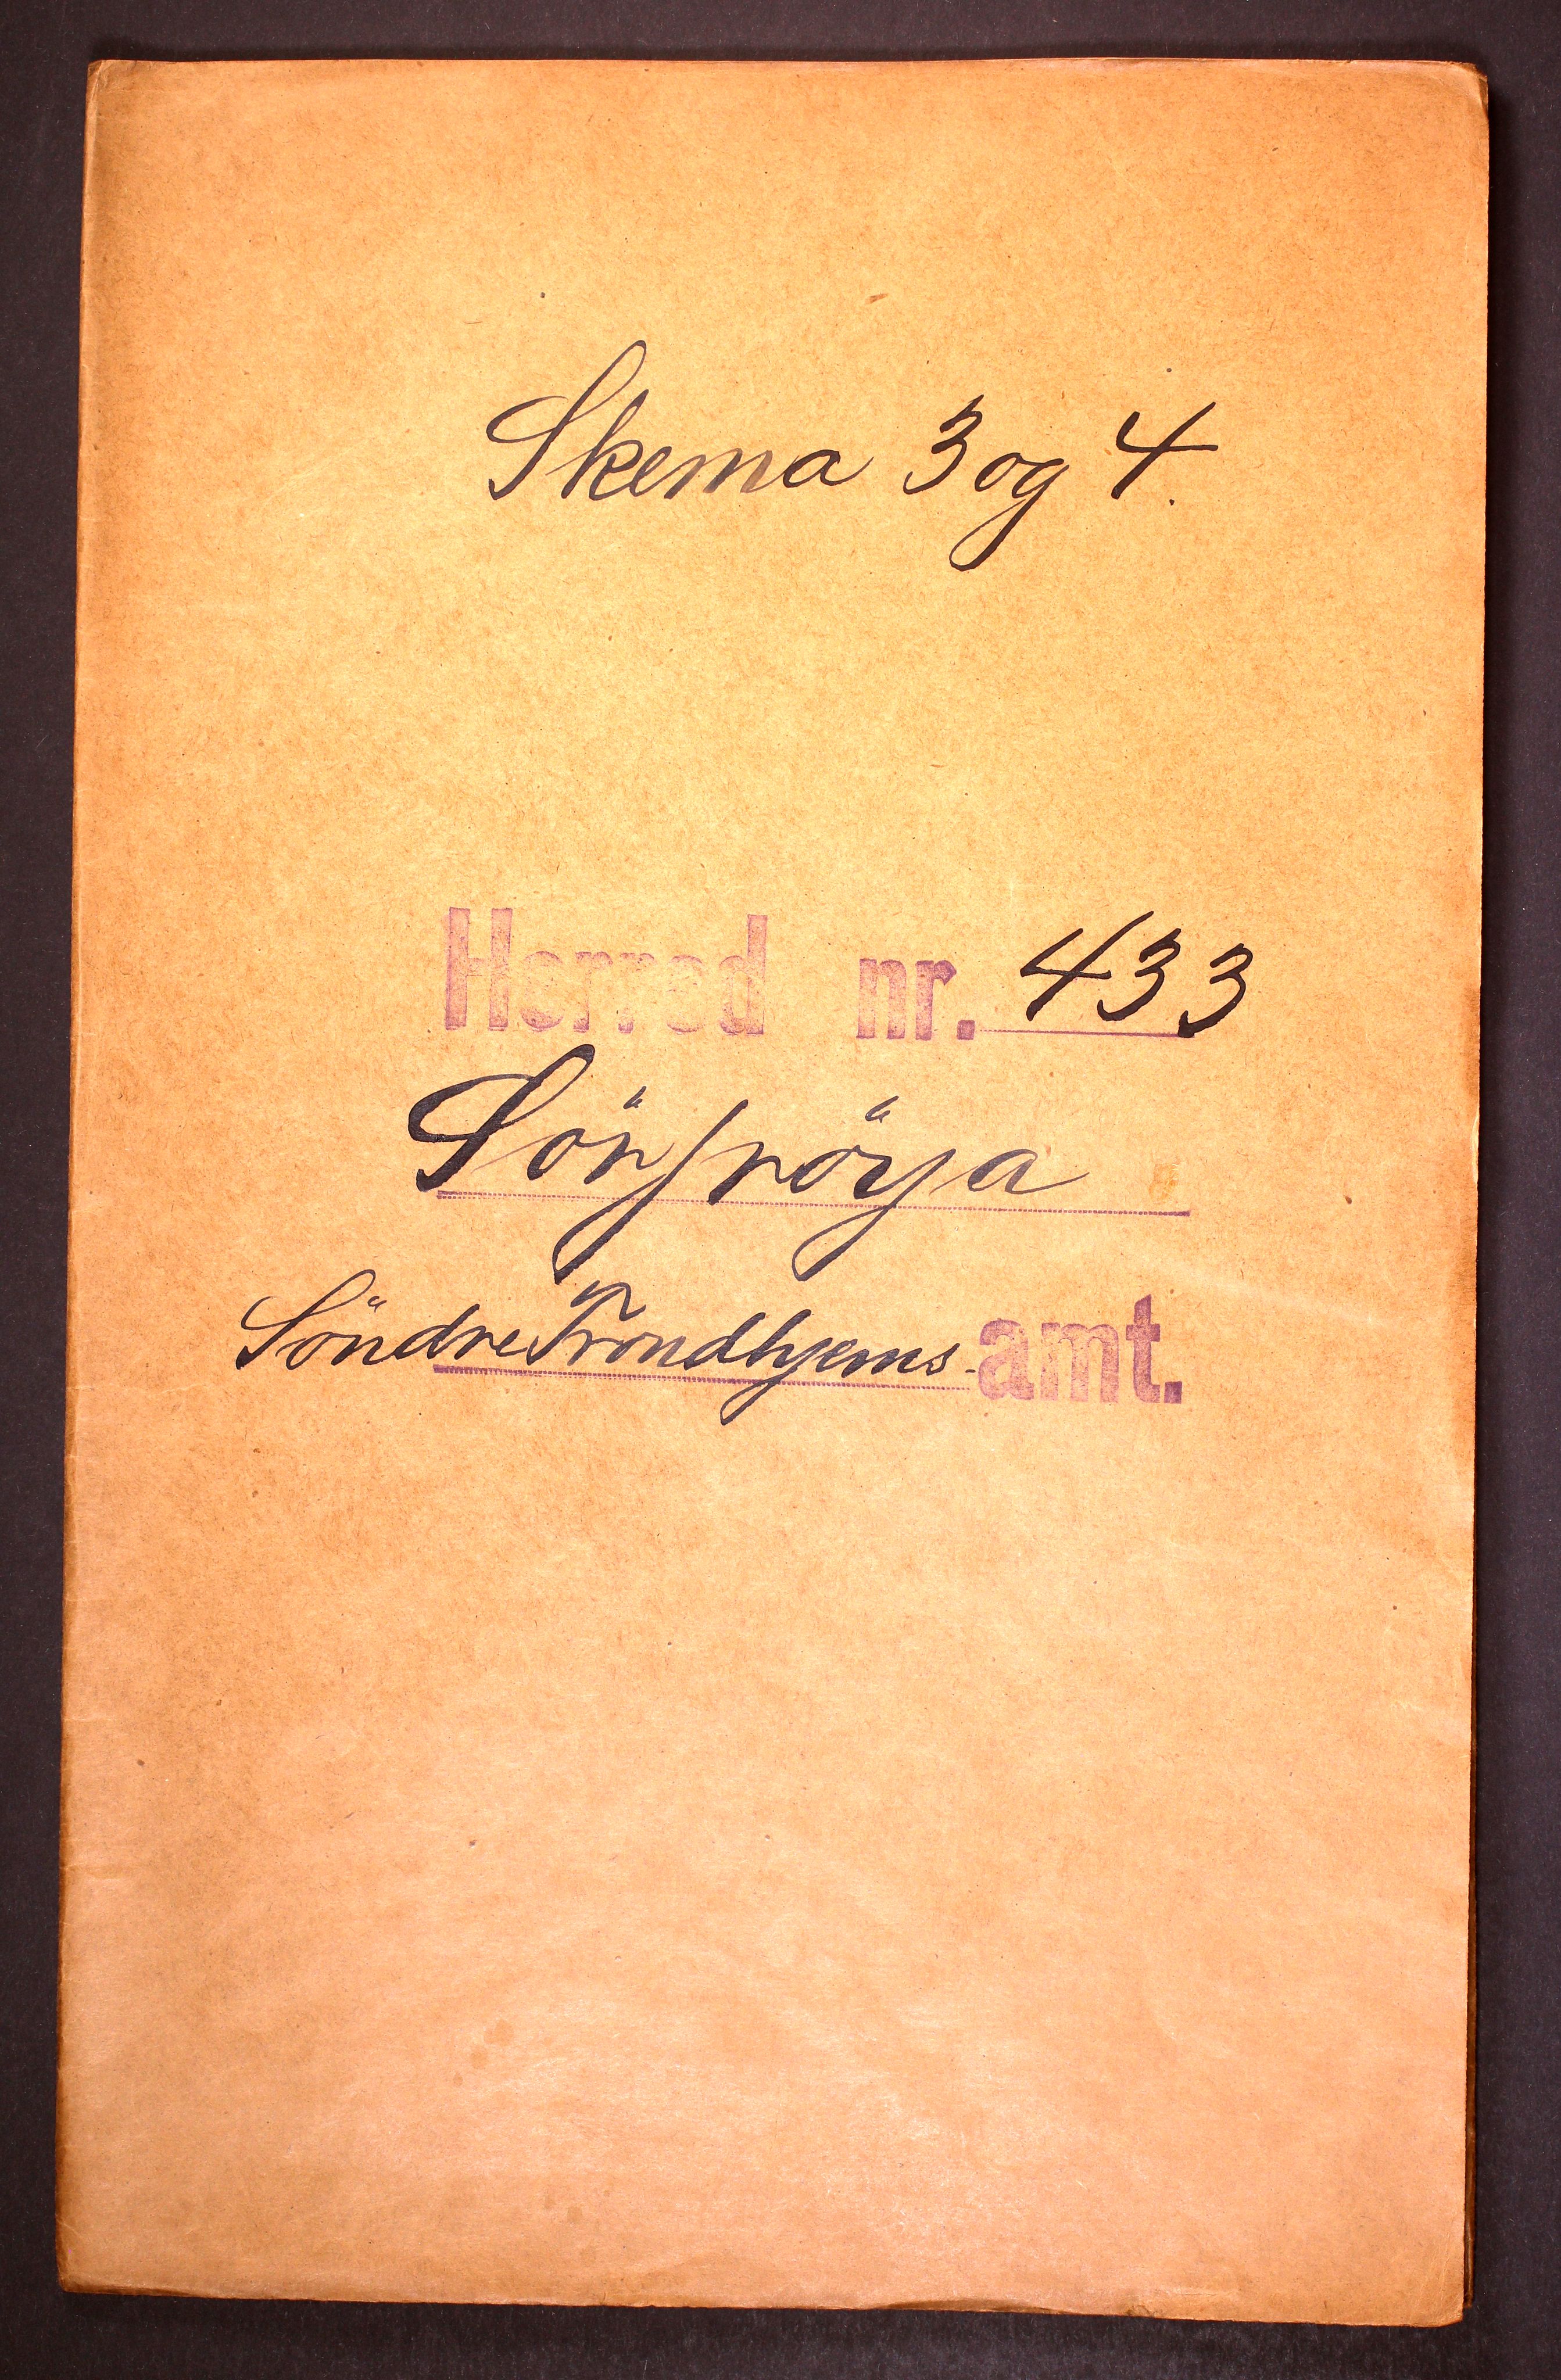 Skema 3 og 4.
Herred nr. 433
Sörfröya
Söndre Trondhjems amt.